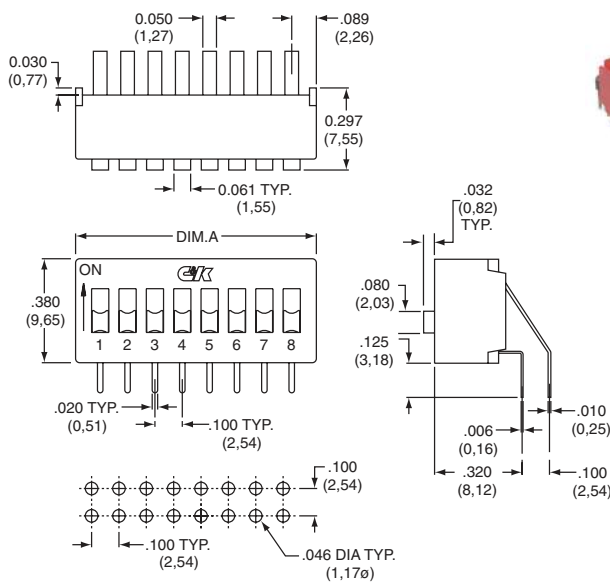 0.050
(1,27)
.089
(2,26)
0.030
(0,77)
0.297
(7,55)
0.061 TYP.
(1,55)
DIM.A
ON
C&K
.380
(9,65)
1 2 3 4 5 6 7 8
.020 TYP.
(0,51)
.100 TYP.
(2,54)
.032
(0,82)
TYP.
.080
(2,03)
.125
(3,18)
.010
(0,25)
.006
(0,16)
.320
(8,12)
.100
(2,54)
.100
(2,54)
.100 TYP.
(2,54)
.046 DIA TYP.
(1,17ø)